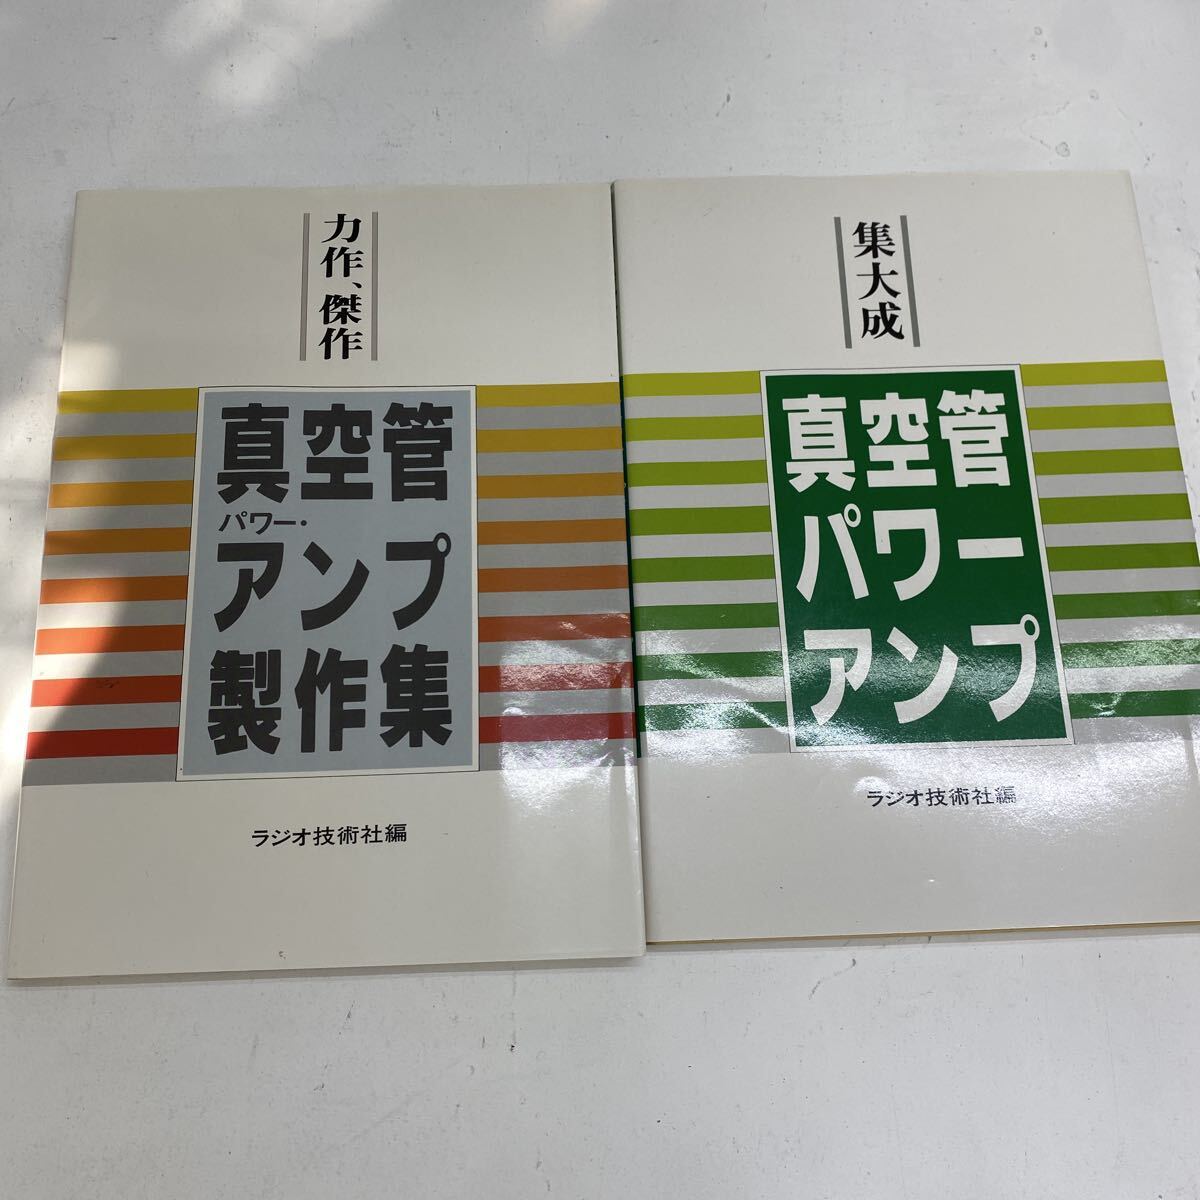 力作、傑作
真空管
パワー・
アンプ
製作集
ラジオ技術社編
集大成
真空管
パワー
アンプ
ラジオ技術社編